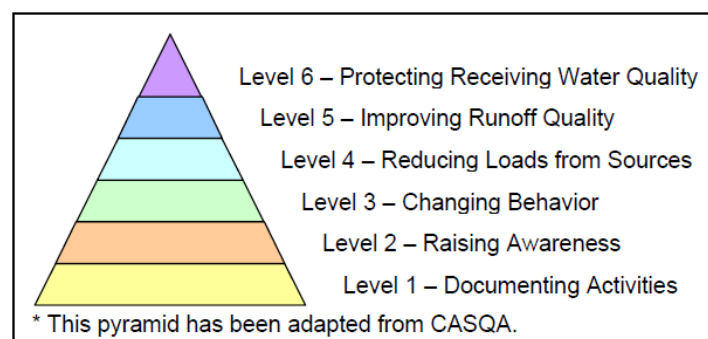 Level 6 – Protecting Receiving Water Quality
Level 5 – Improving Runoff Quality
Level 4 – Reducing Loads from Sources
Level 3 – Changing Behavior
Level 2 – Raising Awareness
Level 1 – Documenting Activities
* This pyramid has been adapted from CASQA.